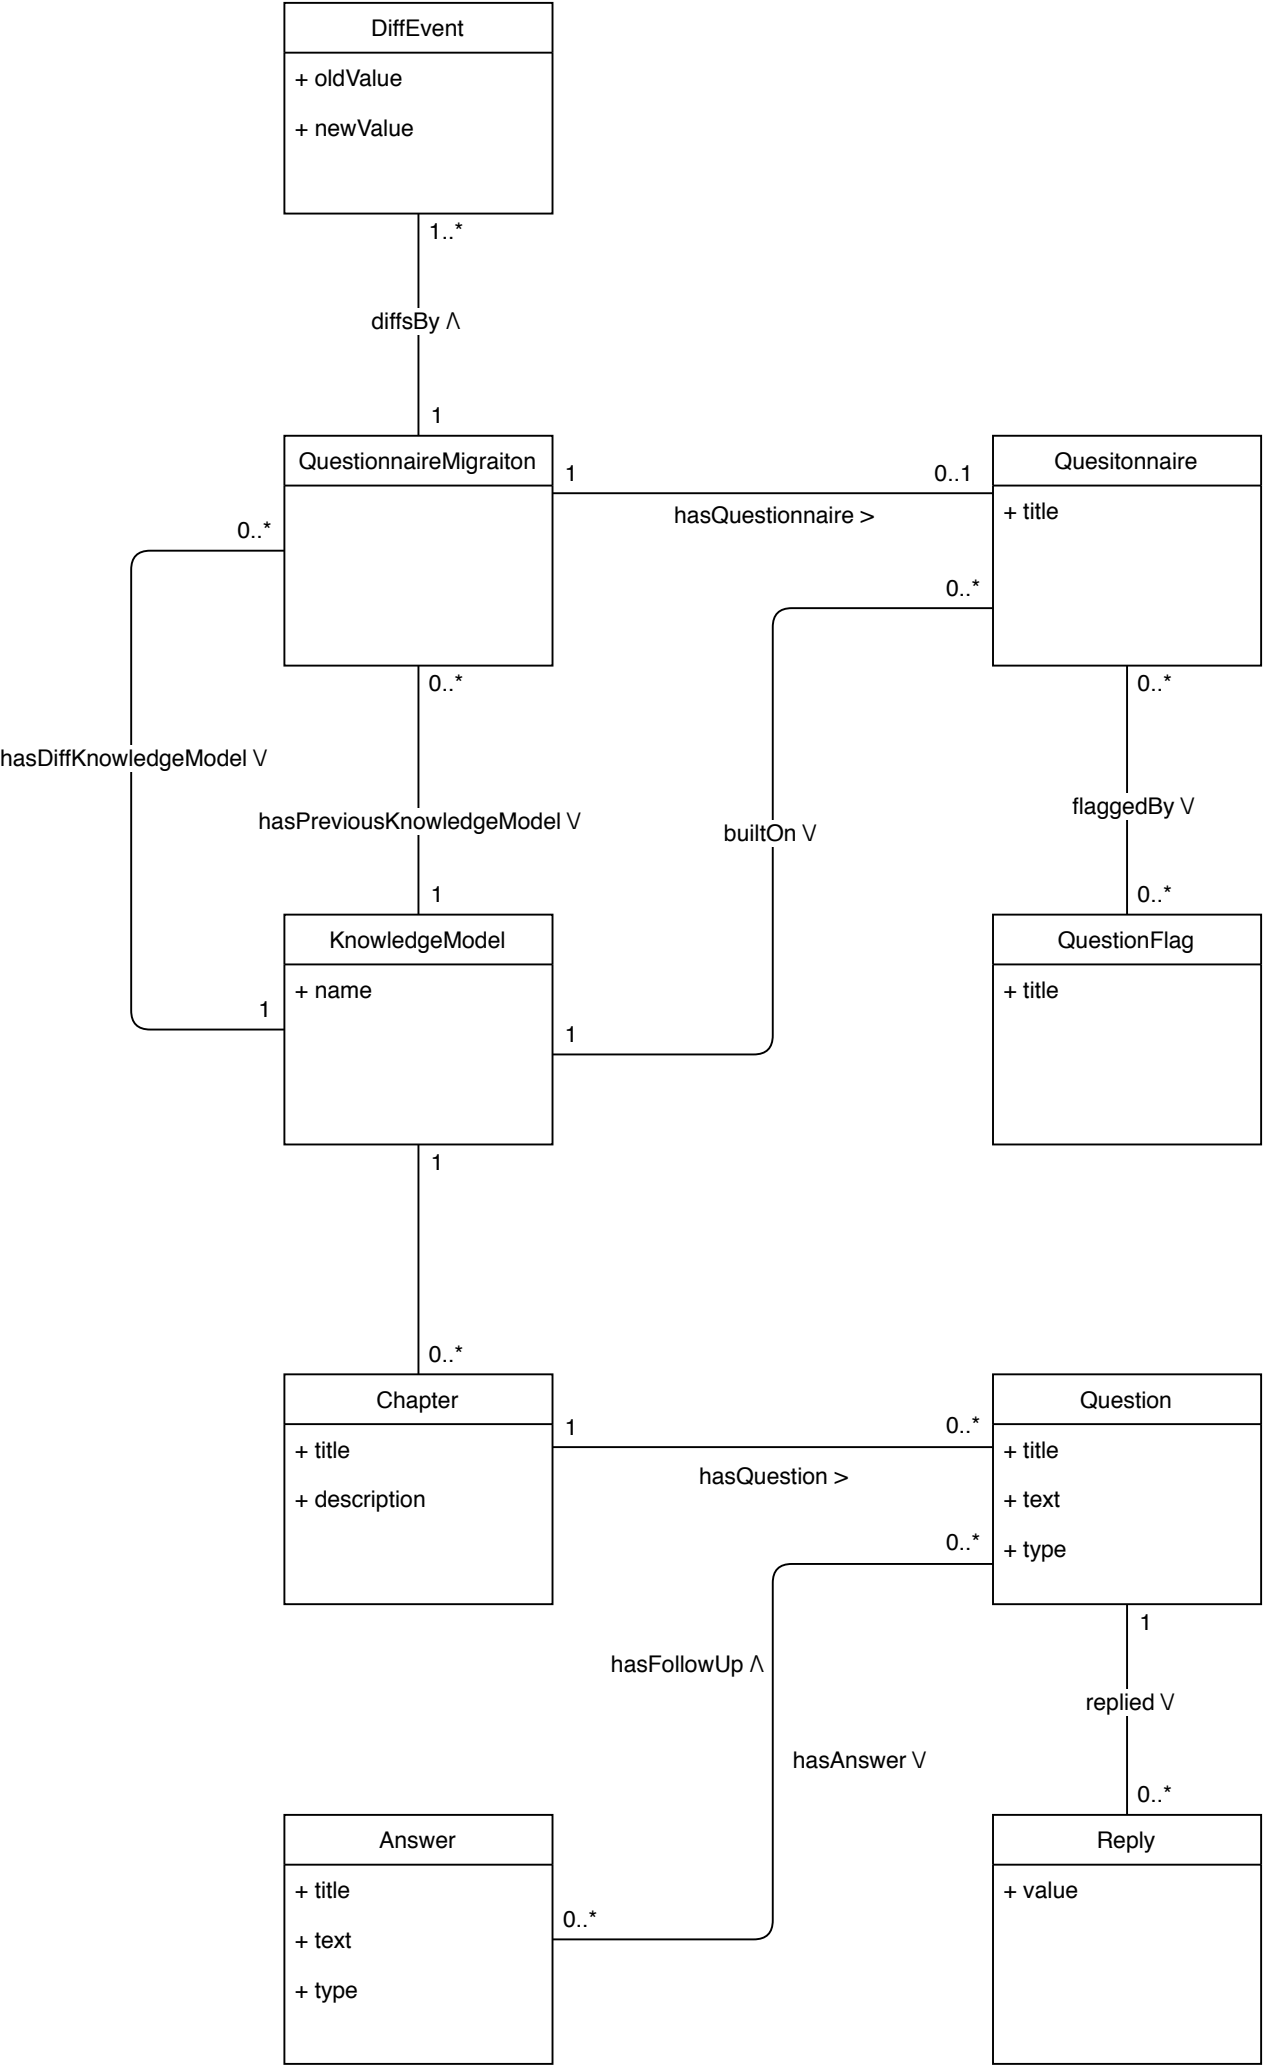 DiffEvent
+ oldValue
+ newValue
1..*
diffsBy /\
1
QuestionnaireMigraiton
1
0..1
Quesitonnaire
hasQuestionnaire >
+ title
0..*
0..*
0..*
0..*
hasDiffKnowledgeModel \/
hasPreviousKnowledgeModel \/
builtOn \/
flaggedBy \/
1
0..*
KnowledgeModel
QuestionFlag
+ name
+ title
1
1
1
0..*
Chapter
Question
1
0..*
+ title
+ title
hasQuestion >
+ description
+ text
0..*
+ type
1
hasFollowUp /\
replied \/
hasAnswer \/
0..*
Answer
Reply
+ title
+ value
0..*
+ text
+ type